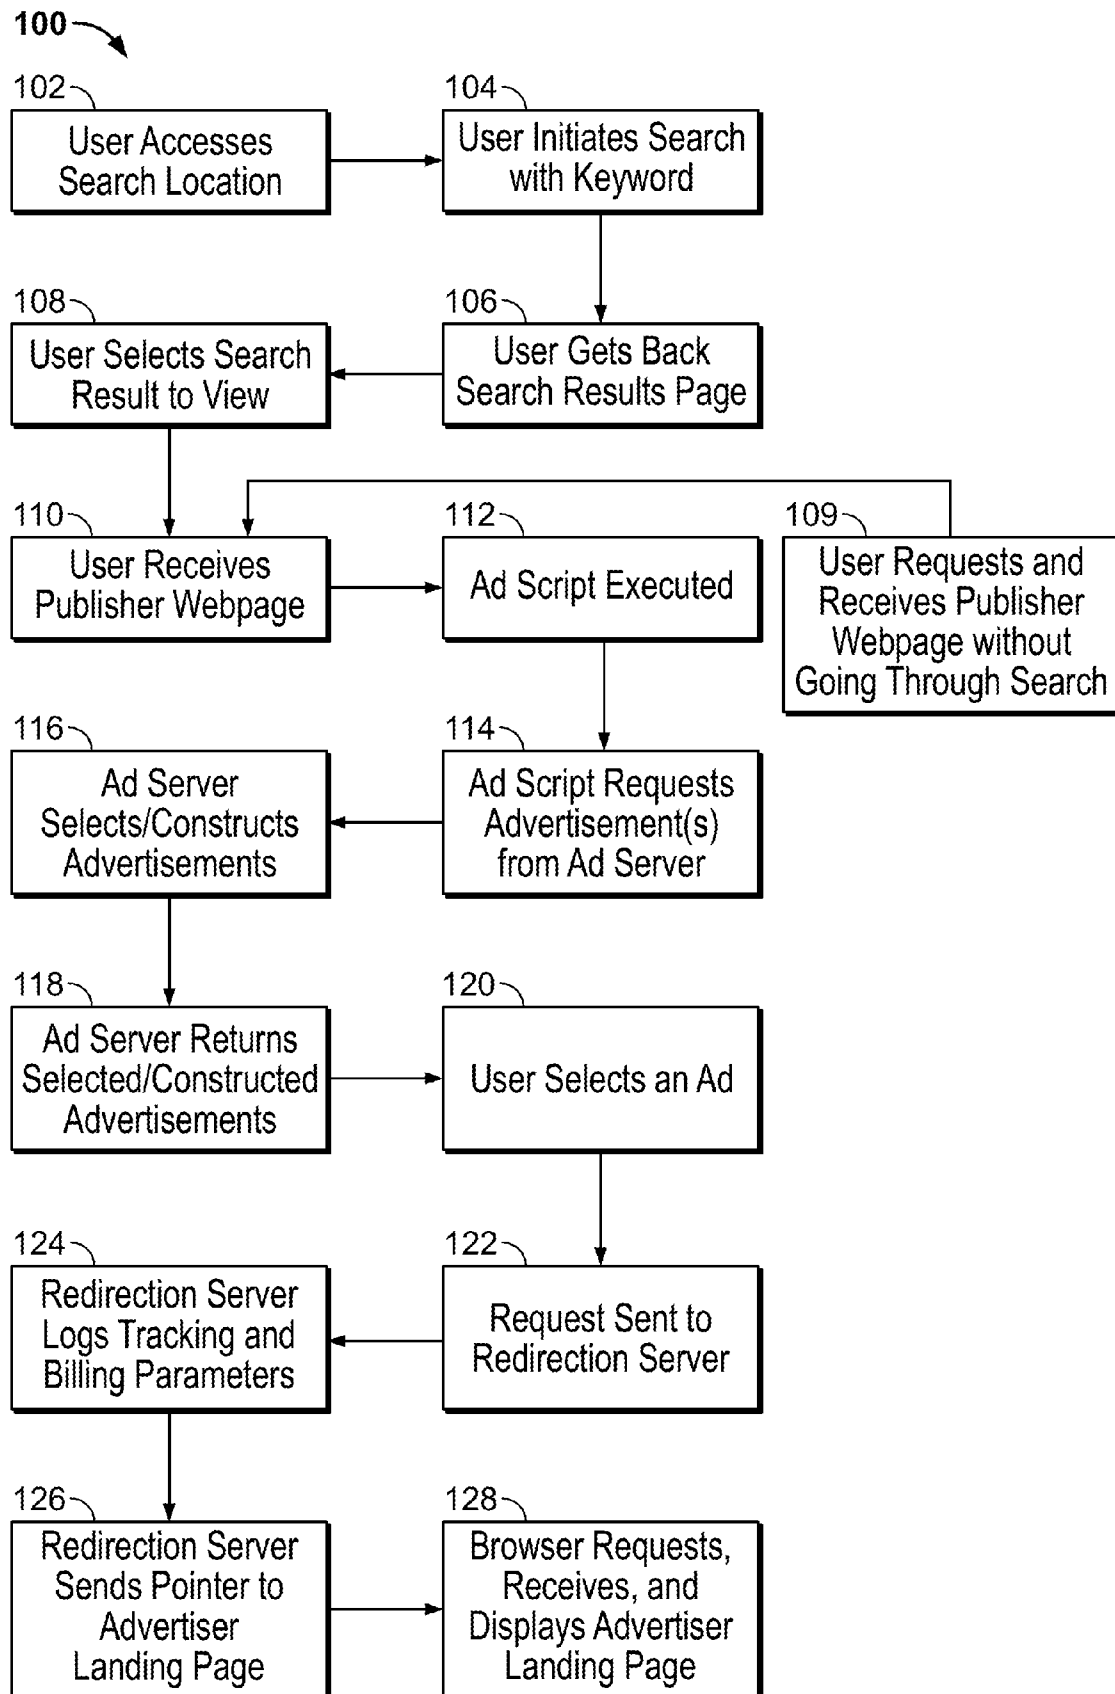 100
102
User Accesses
Search Location
104
User Initiates Search
with Keyword
108
User Selects Search
Result to View
106
User Gets Back
Search Results Page
110
User Receives
Publisher Webpage
112
Ad Script Executed
109
User Requests and
Receives Publisher
Webpage without
Going Through Search
116
Ad Server
Selects/Constructs
Advertisements
114
Ad Script Requests
Advertisement(s)
from Ad Server
118
Ad Server Returns
Selected/Constructed
Advertisements
120
User Selects an Ad
124
Redirection Server
Logs Tracking and
Billing Parameters
122
Request Sent to
Redirection Server
126
Redirection Server
Sends Pointer to
Advertiser
Landing Page
128
Browser Requests,
Receives, and
Displays Advertiser
Landing Page